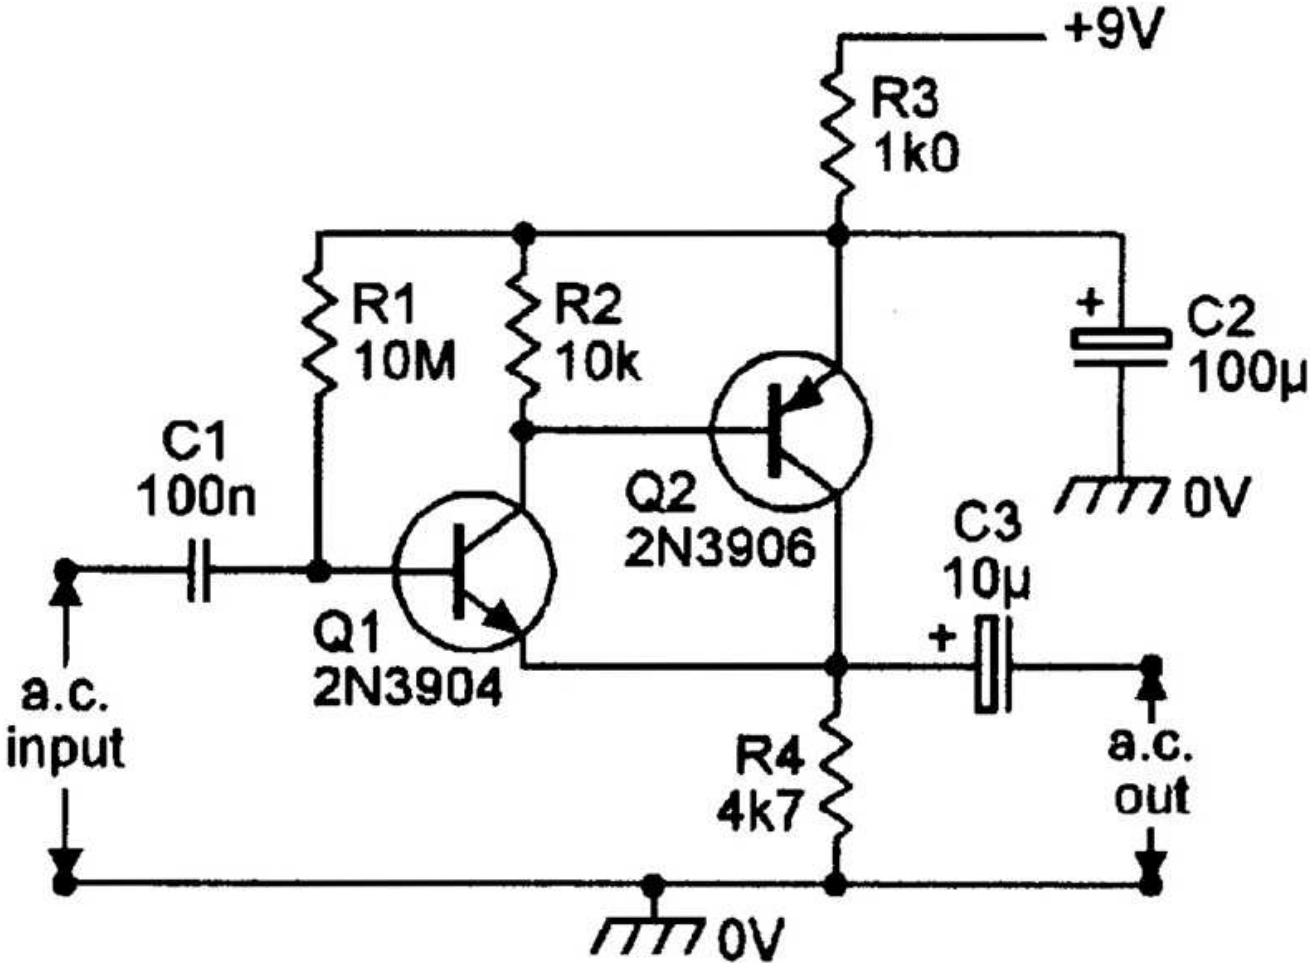 +9V
R3
1k0
R1
10M
R2
10k
+
C2
100µ
0V
C1
100n
Q2
2N3906
C3
10µ
+
Q1
2N3904
a.c.
input
R4
4k7
a.c.
out
0V